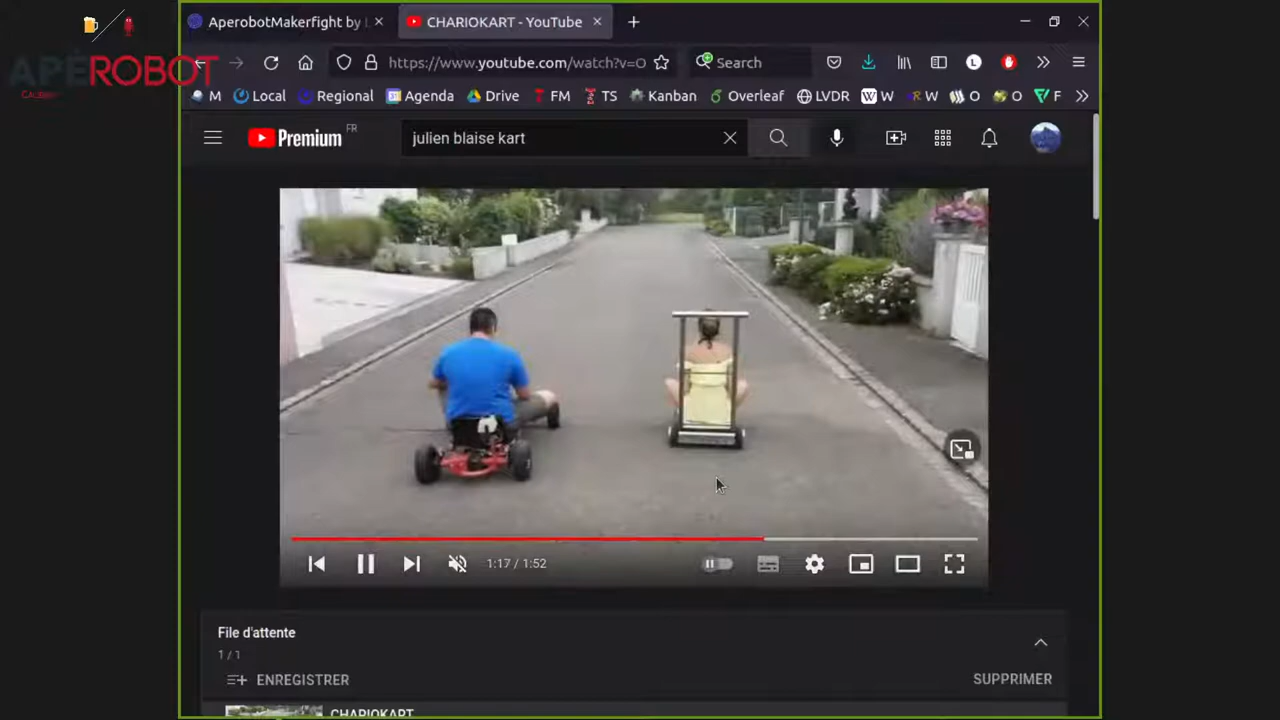 AperobotMakerfight by L
CHARIOKART - YouTube
APÉROBOT
https://www.youtube.com/watch?v=O
Search
M
Local
Regional
Agenda
Drive
FM
TS
Kanban
Overleaf
LVDR
W
W
O
O
F
Premium
FR
julien blaise kart
1:17 / 1:52
File d'attente
1 / 1
ENREGISTRER
SUPPRIMER
CHARIOKART